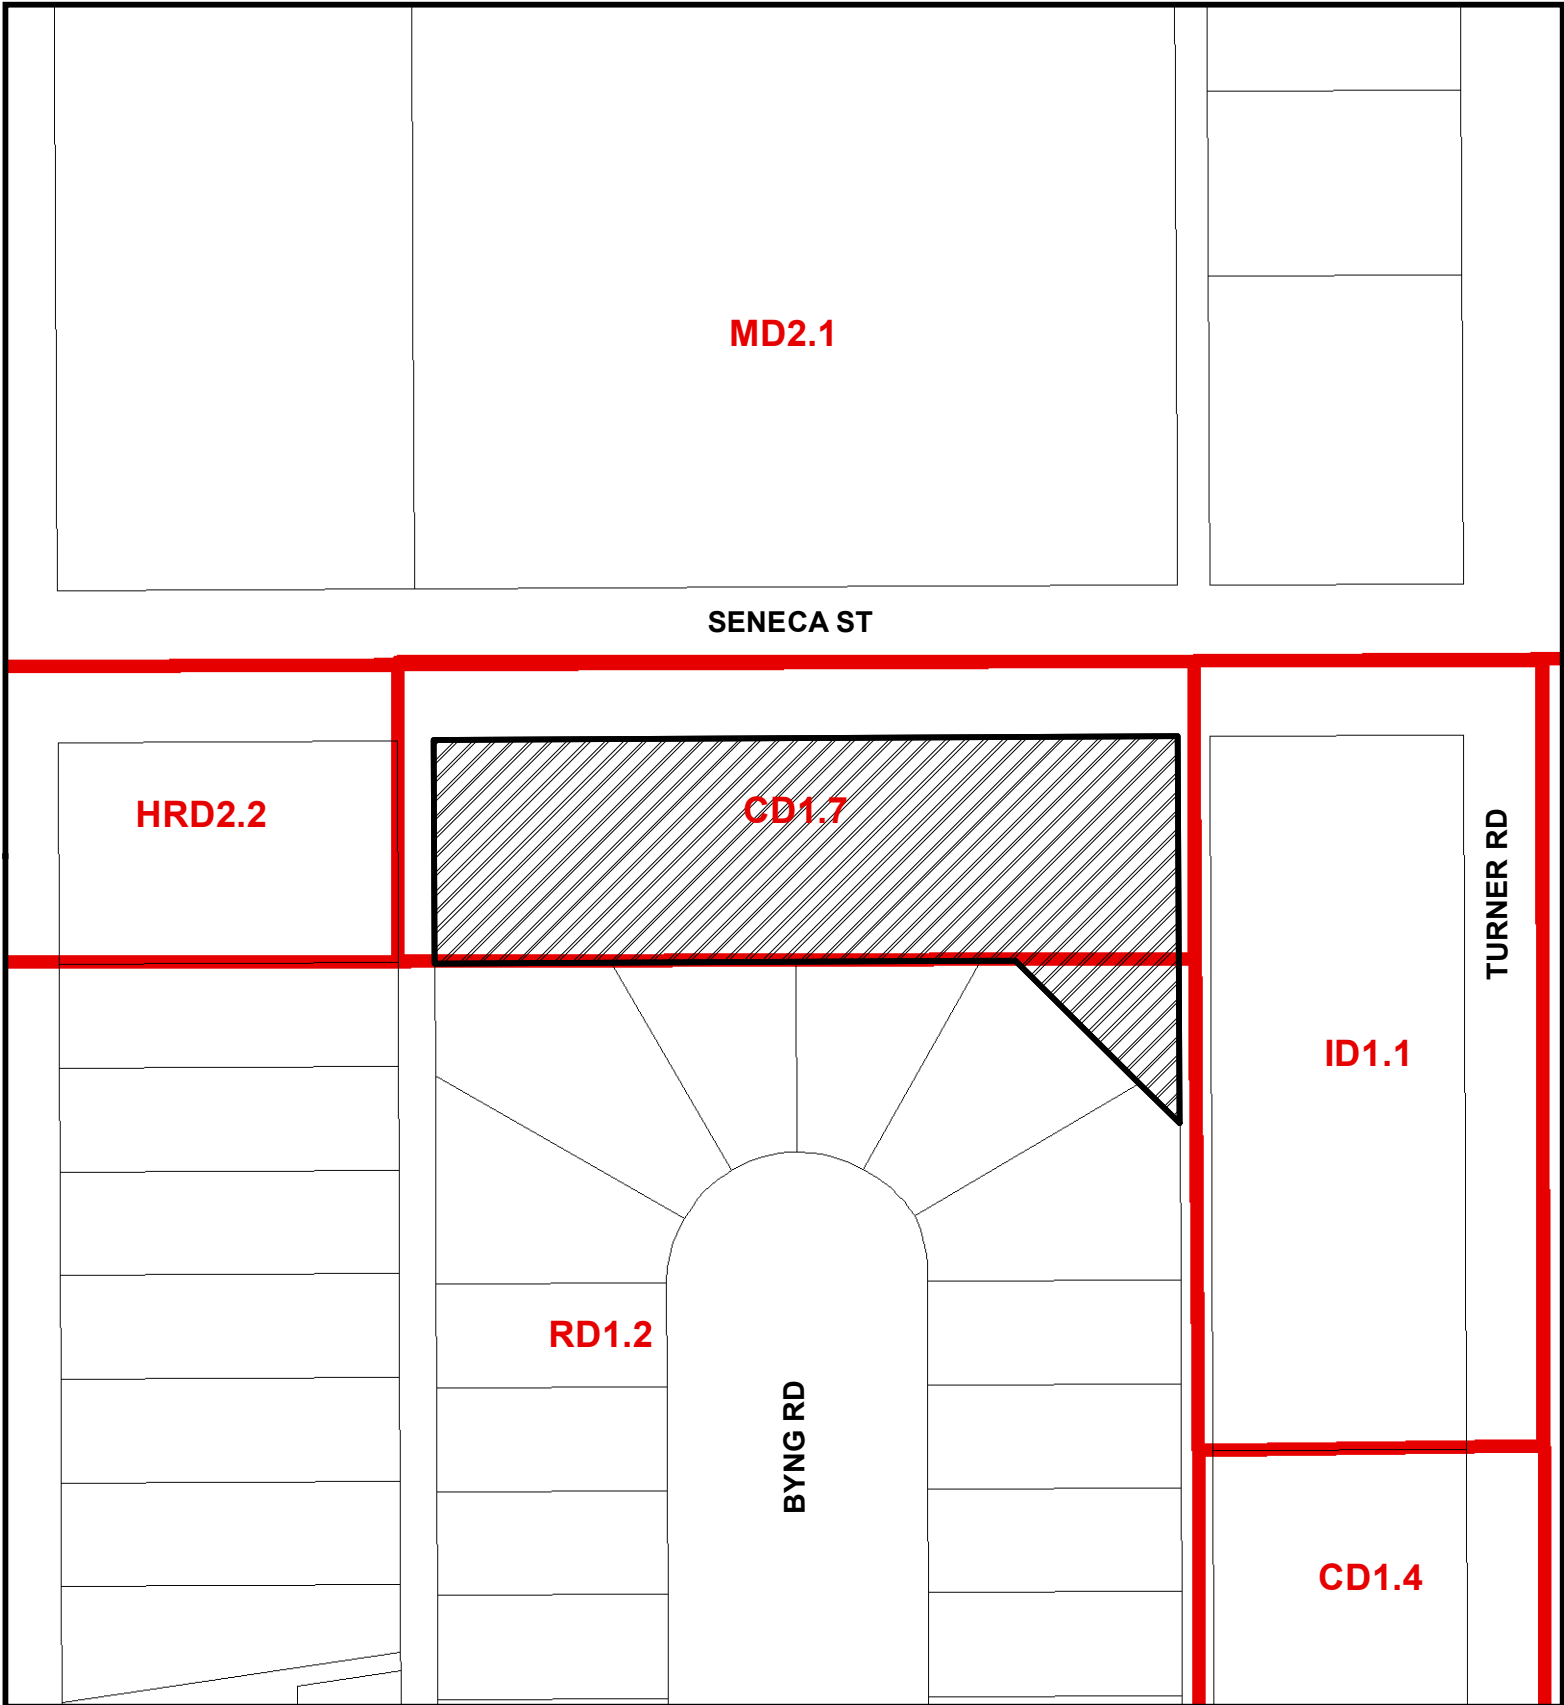 MD2.1
SENECA ST
HRD2.2
CD1.7
TURNER RD
ID1.1
RD1.2
BYNG RD
CD1.4